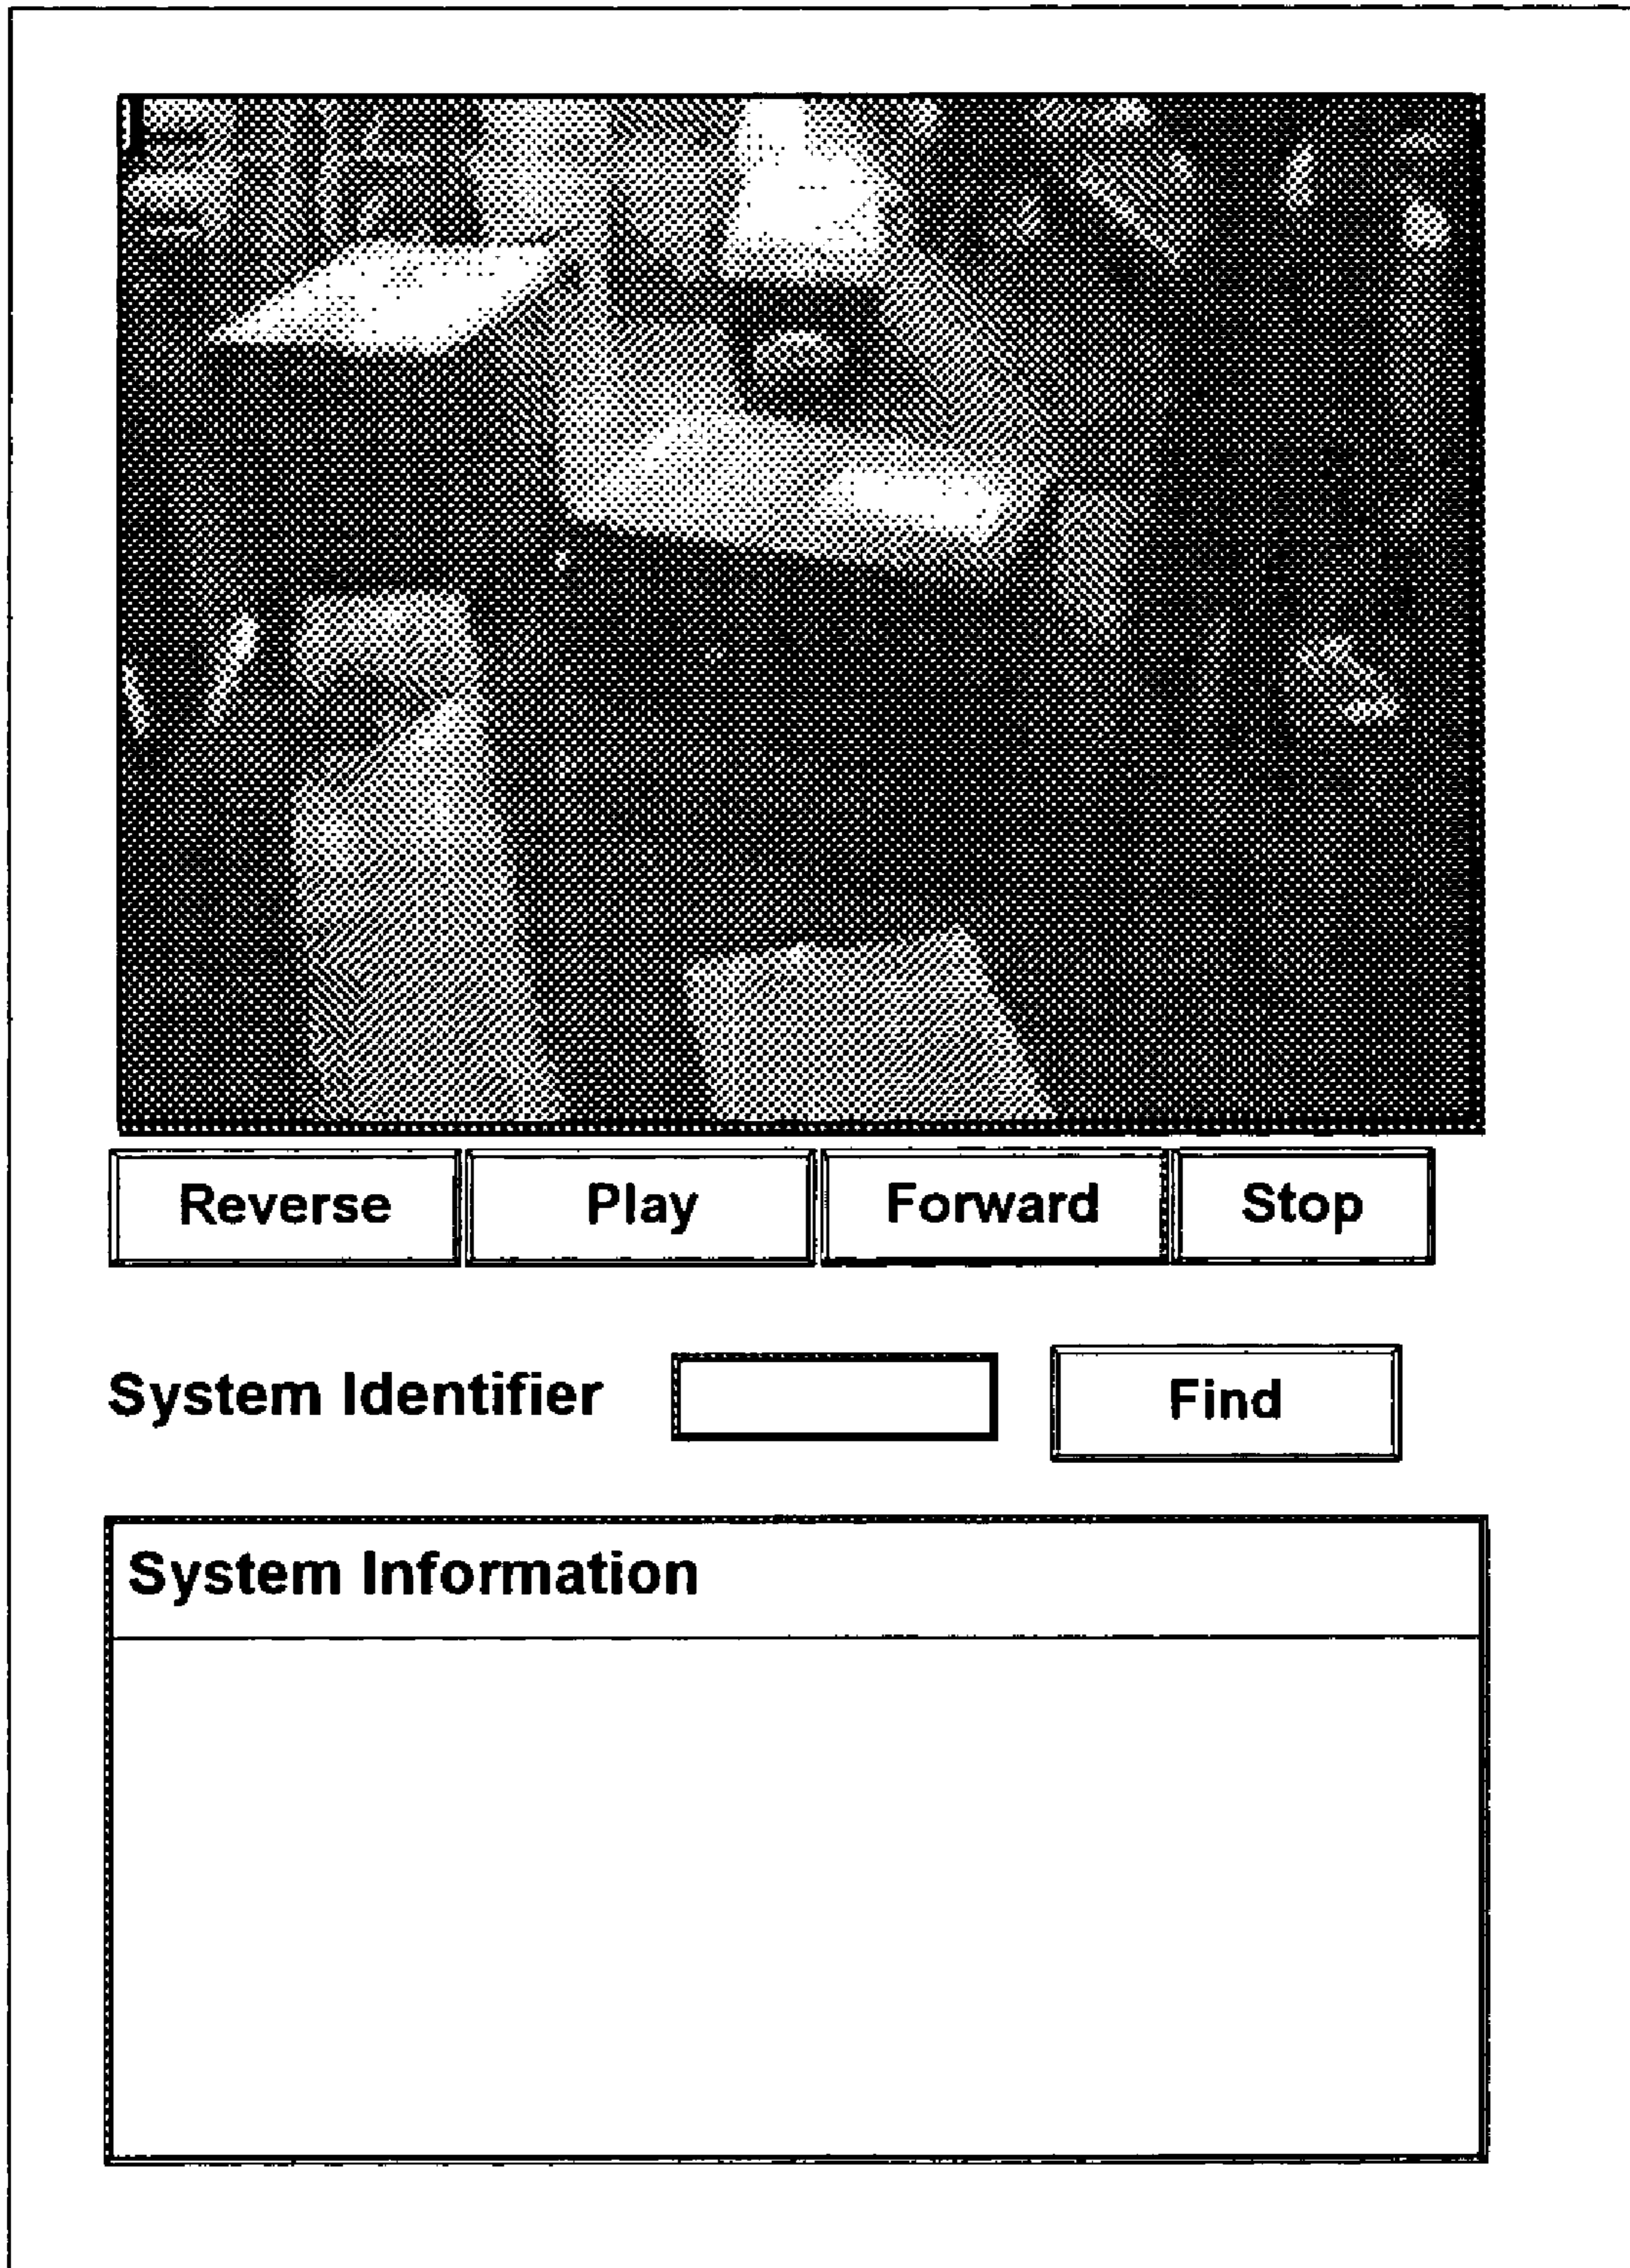 Reverse Play Forward Stop
System Identifier Find
System Information